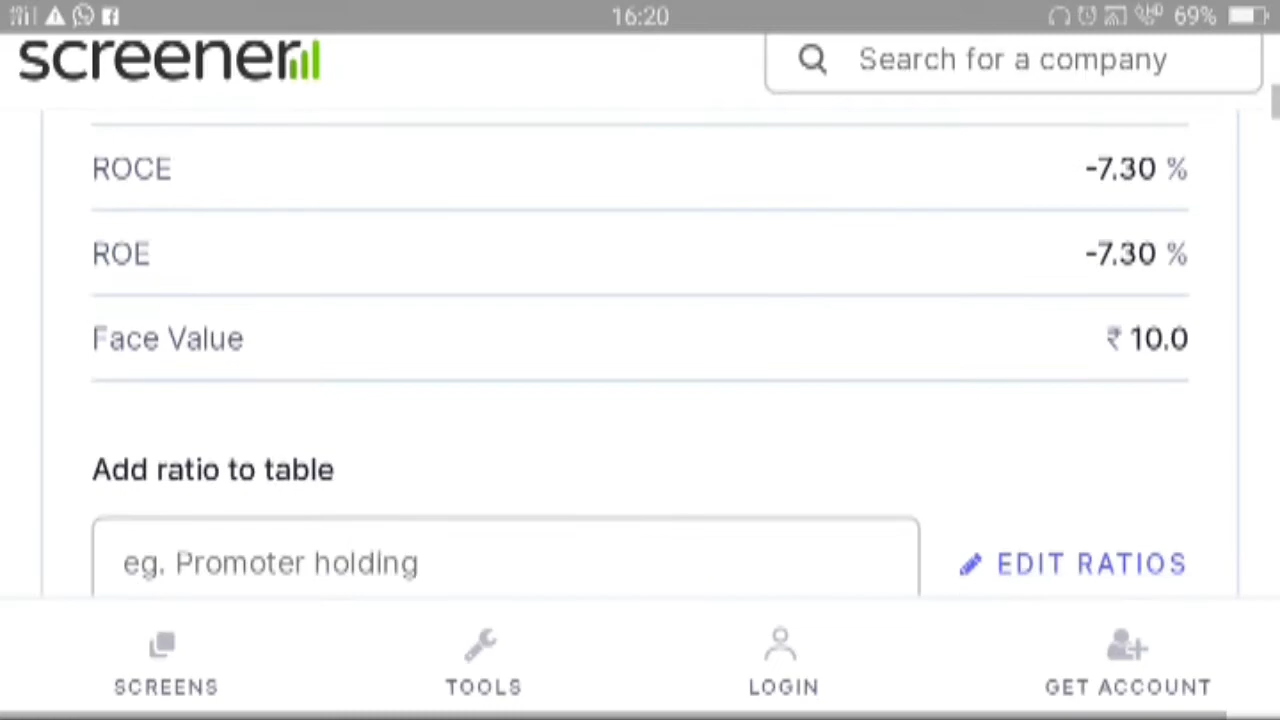 16:20 69%
screener
Search for a company
ROCE -7.30 %
ROE -7.30 %
Face Value ₹ 10.0
Add ratio to table
eg. Promoter holding
EDIT RATIOS
SCREENS TOOLS LOGIN GET ACCOUNT